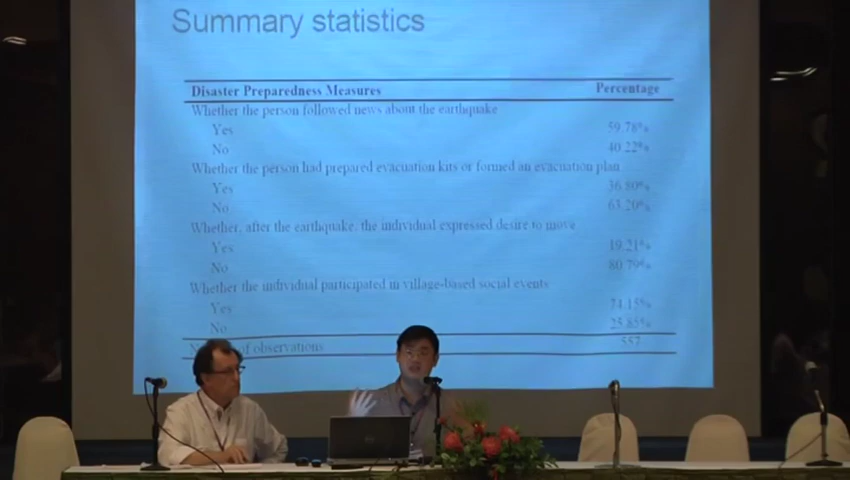 Summary statistics
Disaster Preparedness Measures Percentage
Whether the person followed news about the earthquake
Yes 59.78%
No 40.22%
Whether the person had prepared evacuation kits or formed an evacuation plan
Yes 36.80%
No 63.20%
Whether, after the earthquake, the individual expressed desire to move
Yes 19.21%
No 80.79%
Whether the individual participated in village-based social events
Yes 74.15%
No 25.85%
of observations 557